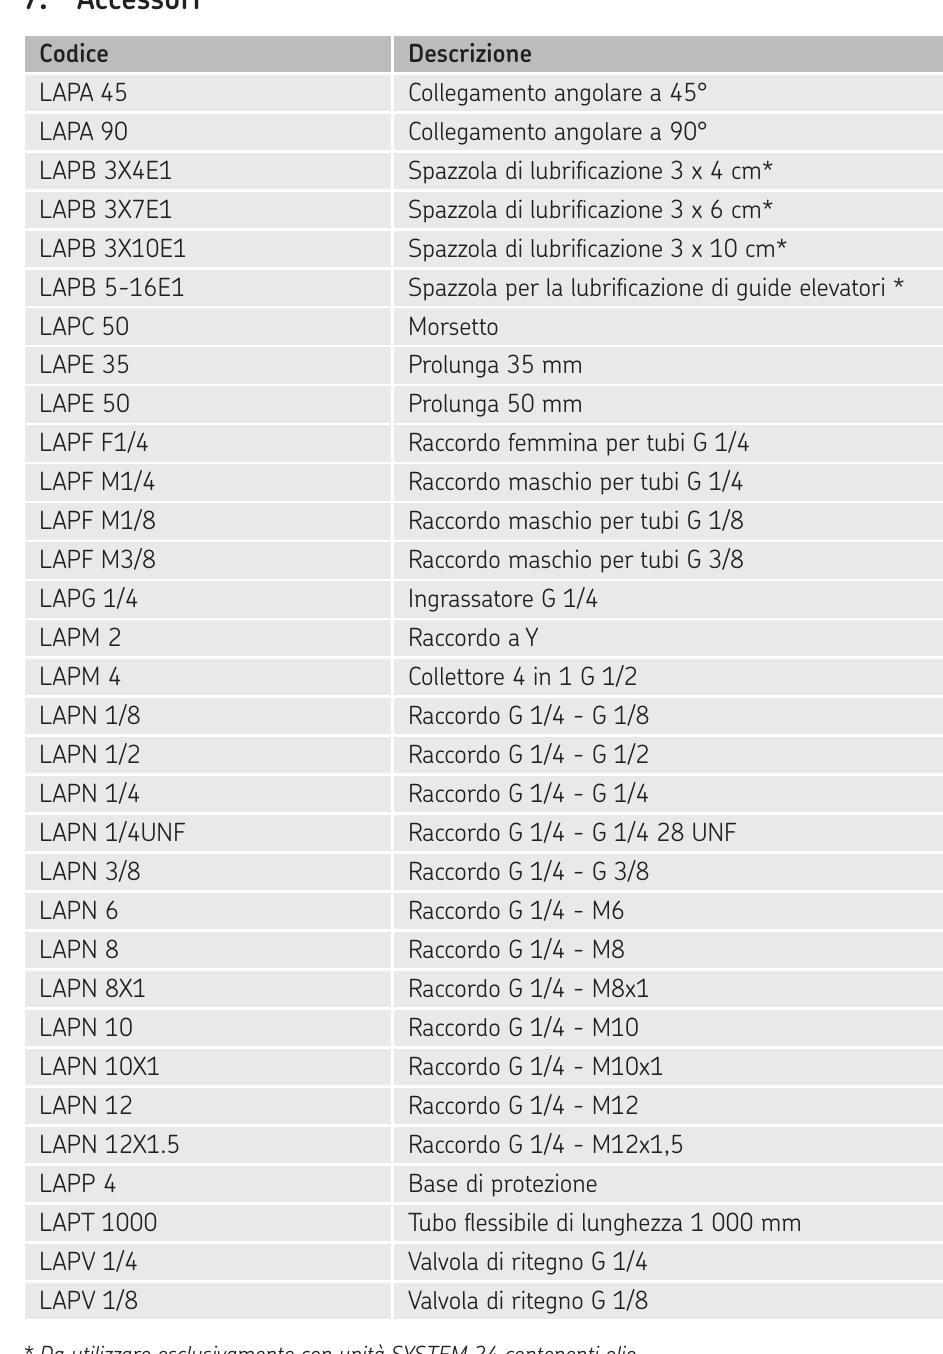 7. Accessori
Codice Descrizione
LAPA 45 Collegamento angolare a 45°
LAPA 90 Collegamento angolare a 90°
LAPB 3X4E1 Spazzola di lubrificazione 3 x 4 cm*
LAPB 3X7E1 Spazzola di lubrificazione 3 x 6 cm*
LAPB 3X10E1 Spazzola di lubrificazione 3 x 10 cm*
LAPB 5-16E1 Spazzola per la lubrificazione di guide elevatori *
LAPC 50 Morsetto
LAPE 35 Prolunga 35 mm
LAPE 50 Prolunga 50 mm
LAPF F1/4 Raccordo femmina per tubi G 1/4
LAPF M1/4 Raccordo maschio per tubi G 1/4
LAPF M1/8 Raccordo maschio per tubi G 1/8
LAPF M3/8 Raccordo maschio per tubi G 3/8
LAPG 1/4 Ingrassatore G 1/4
LAPM 2 Raccordo a Y
LAPM 4 Collettore 4 in 1 G 1/2
LAPN 1/8 Raccordo G 1/4 - G 1/8
LAPN 1/2 Raccordo G 1/4 - G 1/2
LAPN 1/4 Raccordo G 1/4 - G 1/4
LAPN 1/4UNF Raccordo G 1/4 - G 1/4 28 UNF
LAPN 3/8 Raccordo G 1/4 - G 3/8
LAPN 6 Raccordo G 1/4 - M6
LAPN 8 Raccordo G 1/4 - M8
LAPN 8X1 Raccordo G 1/4 - M8x1
LAPN 10 Raccordo G 1/4 - M10
LAPN 10X1 Raccordo G 1/4 - M10x1
LAPN 12 Raccordo G 1/4 - M12
LAPN 12X1.5 Raccordo G 1/4 - M12x1,5
LAPP 4 Base di protezione
LAPT 1000 Tubo flessibile di lunghezza 1 000 mm
LAPV 1/4 Valvola di ritegno G 1/4
LAPV 1/8 Valvola di ritegno G 1/8
* Da utilizzare esclusivamente con unità SYSTEM 24 contenenti olio